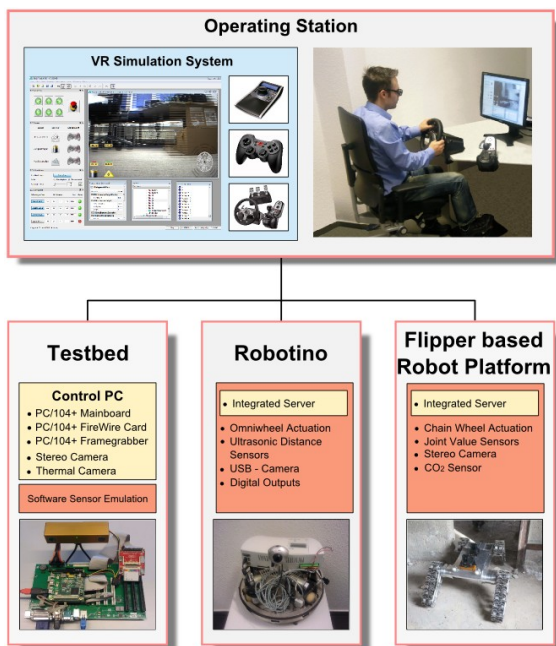 Operating Station
VR Simulation System
Testbed
Control PC
• PC/104+ Mainboard
• PC/104+ FireWire Card
• PC/104+ Framegrabber
• Stereo Camera
• Thermal Camera
Software Sensor Emulation
Robotino
• Integrated Server
• Omniwheel Actuation
• Ultrasonic Distance
Sensors
• USB - Camera
• Digital Outputs
Flipper based
Robot Platform
• Integrated Server
• Chain Wheel Actuation
• Joint Value Sensors
• Stereo Camera
• CO₂ Sensor